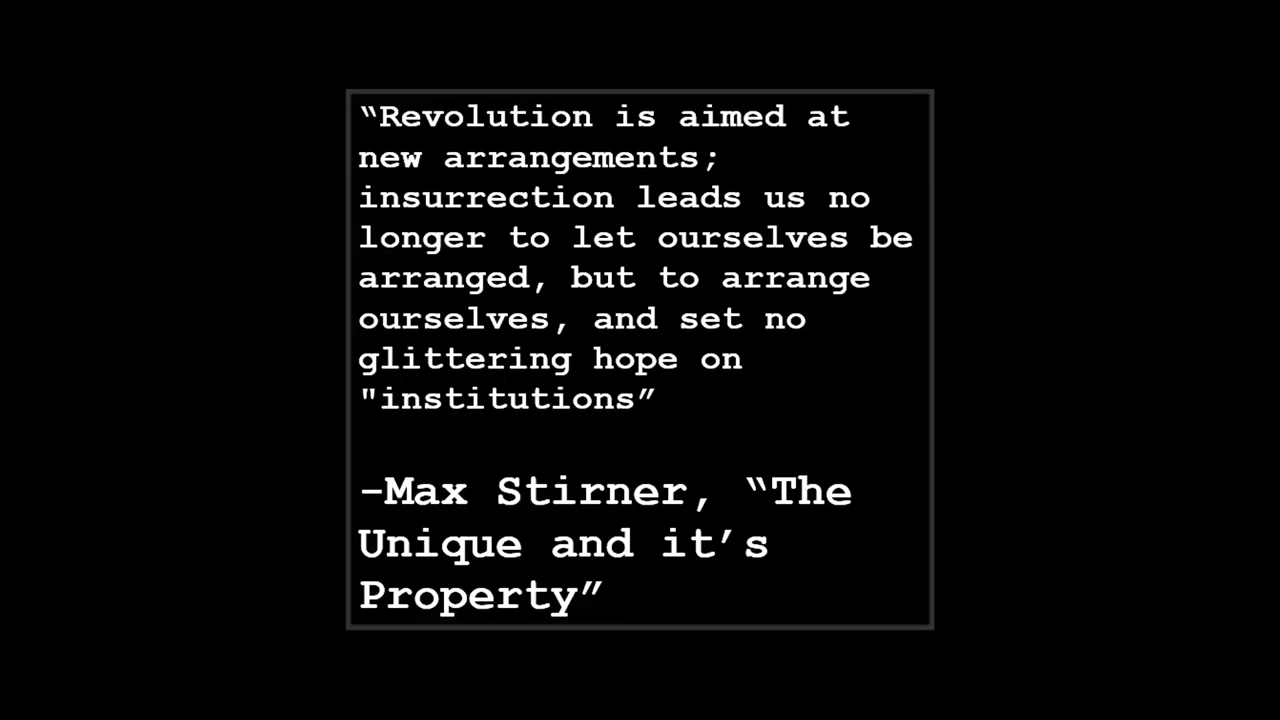 “Revolution is aimed at
new arrangements;
insurrection leads us no
longer to let ourselves be
arranged, but to arrange
ourselves, and set no
glittering hope on
"institutions”
–Max Stirner, “The
Unique and it’s
Property”